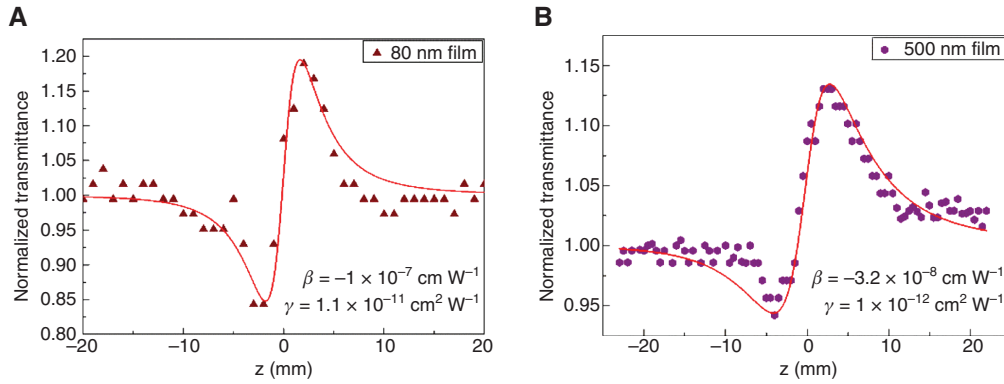 A
80 nm film
Normalized transmittance
1.20
1.15
1.10
1.05
1.00
0.95
0.90
0.85
0.80
β = −1 × 10⁻⁷ cm W⁻¹
γ = 1.1 × 10⁻¹¹ cm² W⁻¹
−20
−10
0
10
20
z (mm)
B
500 nm film
Normalized transmittance
1.15
1.10
1.05
1.00
0.95
β = −3.2 × 10⁻⁸ cm W⁻¹
γ = 1 × 10⁻¹² cm² W⁻¹
−20
−10
0
10
20
z (mm)